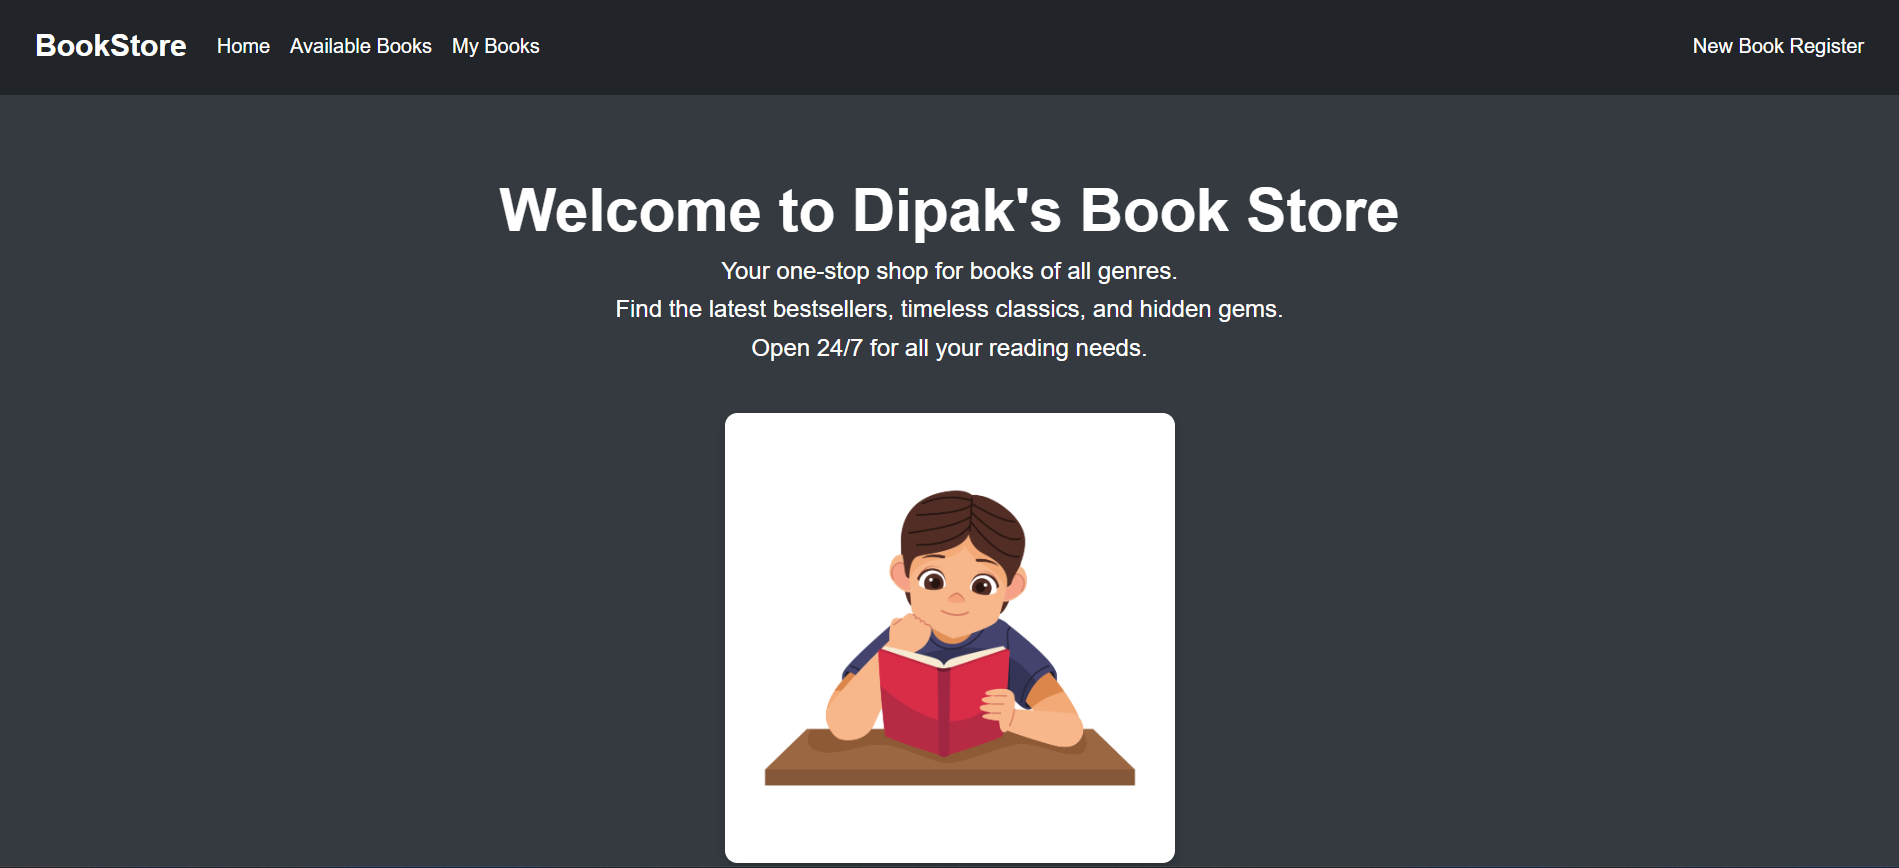 BookStore Home Available Books My Books New Book Register
Welcome to Dipak's Book Store
Your one-stop shop for books of all genres.
Find the latest bestsellers, timeless classics, and hidden gems.
Open 24/7 for all your reading needs.